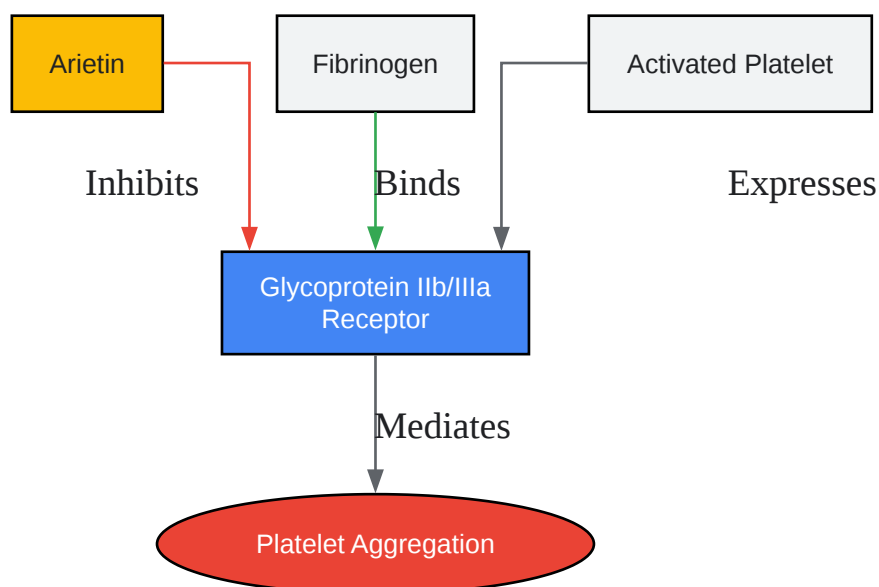 Arietin
Fibrinogen
Activated Platelet
Inhibits
Binds
Expresses
Glycoprotein IIb/IIIa
Receptor
Mediates
Platelet Aggregation